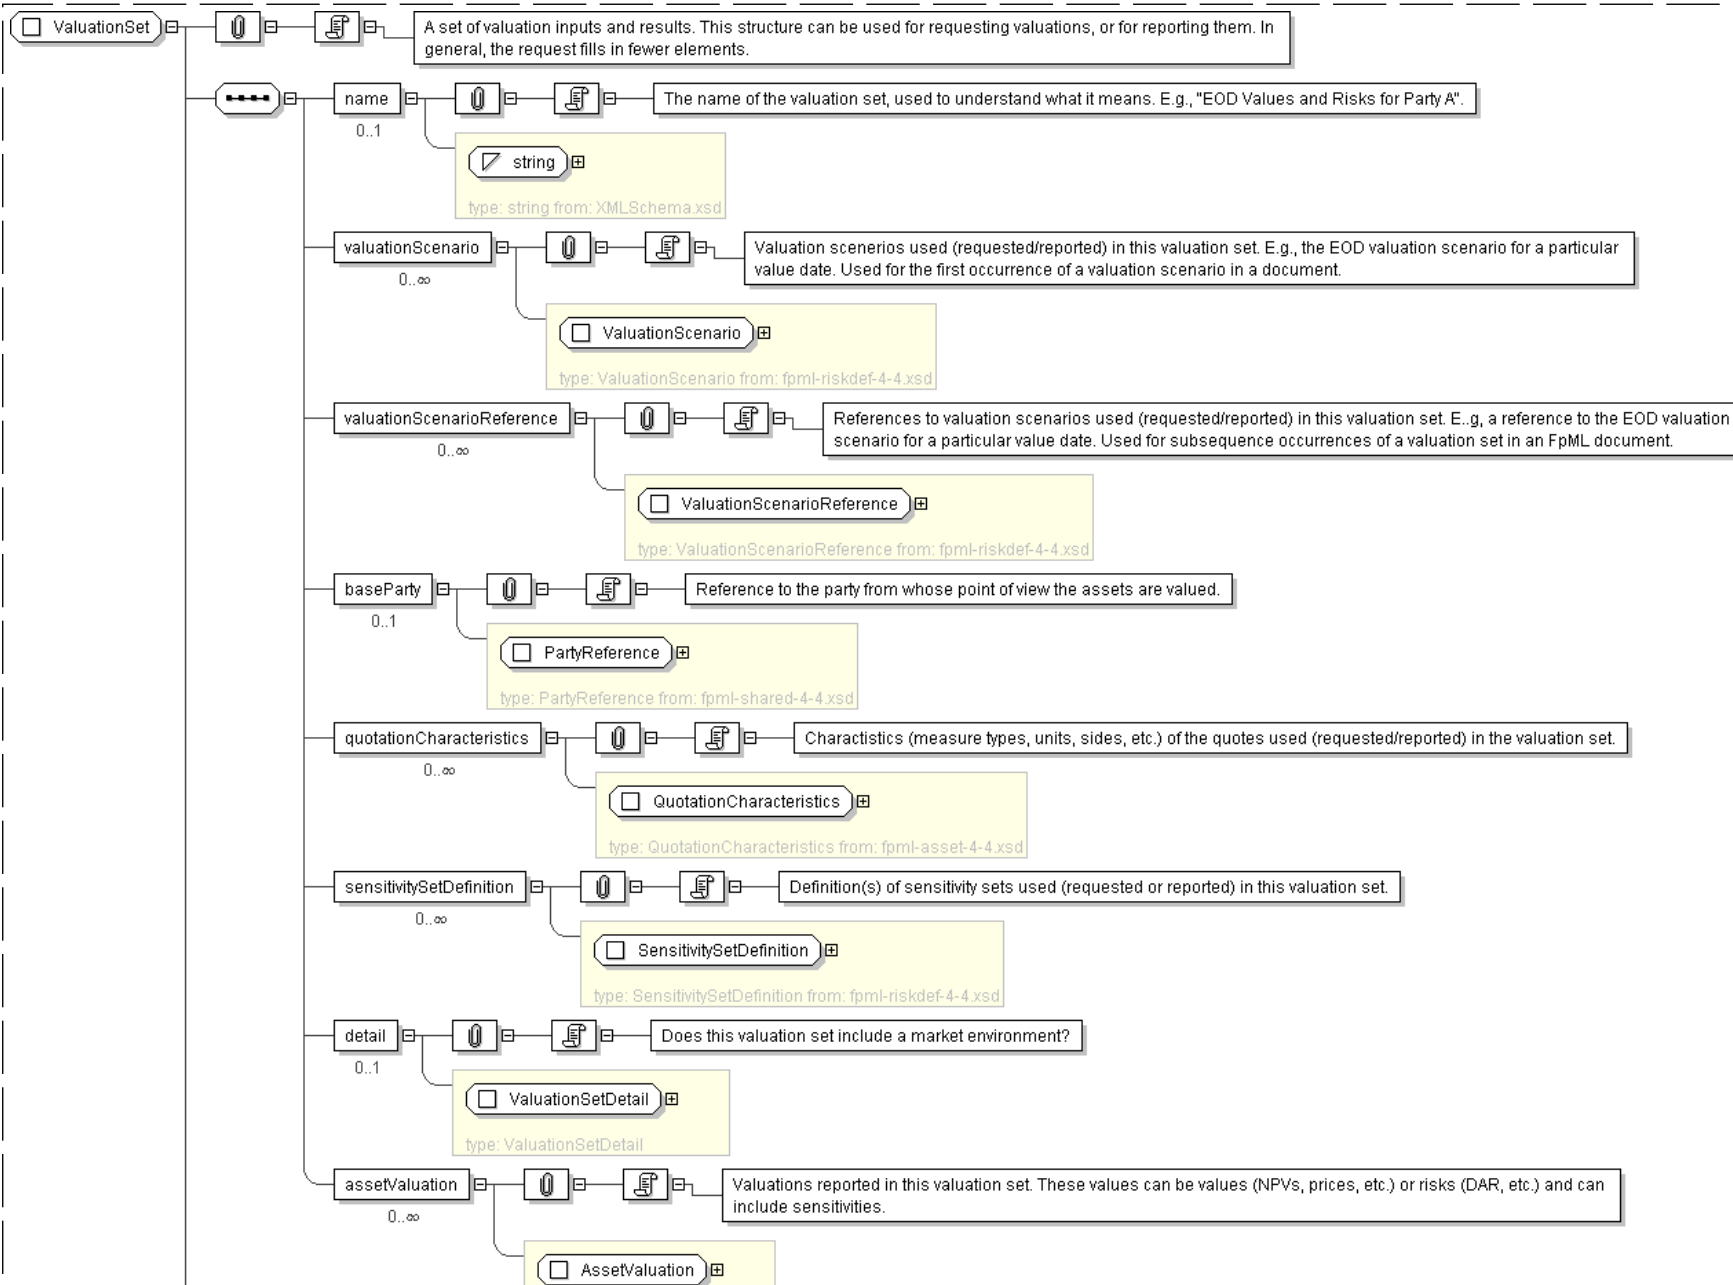 ValuationSet
A set of valuation inputs and results. This structure can be used for requesting valuations, or for reporting them. In
general, the request fills in fewer elements.
name
The name of the valuation set, used to understand what it means. E.g., "EOD Values and Risks for Party A".
0..1
string
type: string from: XMLSchema.xsd
valuationScenario
Valuation scenerios used (requested/reported) in this valuation set. E.g., the EOD valuation scenario for a particular
value date. Used for the first occurrence of a valuation scenario in a document.
0..∞
ValuationScenario
type: ValuationScenario from: fpml-riskdef-4-4.xsd
valuationScenarioReference
References to valuation scenarios used (requested/reported) in this valuation set. E..g, a reference to the EOD valuation
scenario for a particular value date. Used for subsequence occurrences of a valuation set in an FpML document.
0..∞
ValuationScenarioReference
type: ValuationScenarioReference from: fpml-riskdef-4-4.xsd
baseParty
Reference to the party from whose point of view the assets are valued.
0..1
PartyReference
type: PartyReference from: fpml-shared-4-4.xsd
quotationCharacteristics
Charactistics (measure types, units, sides, etc.) of the quotes used (requested/reported) in the valuation set.
0..∞
QuotationCharacteristics
type: QuotationCharacteristics from: fpml-asset-4-4.xsd
sensitivitySetDefinition
Definition(s) of sensitivity sets used (requested or reported) in this valuation set.
0..∞
SensitivitySetDefinition
type: SensitivitySetDefinition from: fpml-riskdef-4-4.xsd
detail
Does this valuation set include a market environment?
0..1
ValuationSetDetail
type: ValuationSetDetail
assetValuation
Valuations reported in this valuation set. These values can be values (NPVs, prices, etc.) or risks (DAR, etc.) and can
include sensitivities.
0..∞
AssetValuation